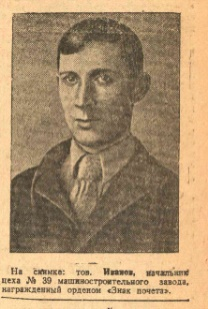 На снимке: тов. Иванов, начальник
цеха № 39 машиностроительного завода,
награжденный орденом «Знак почета».